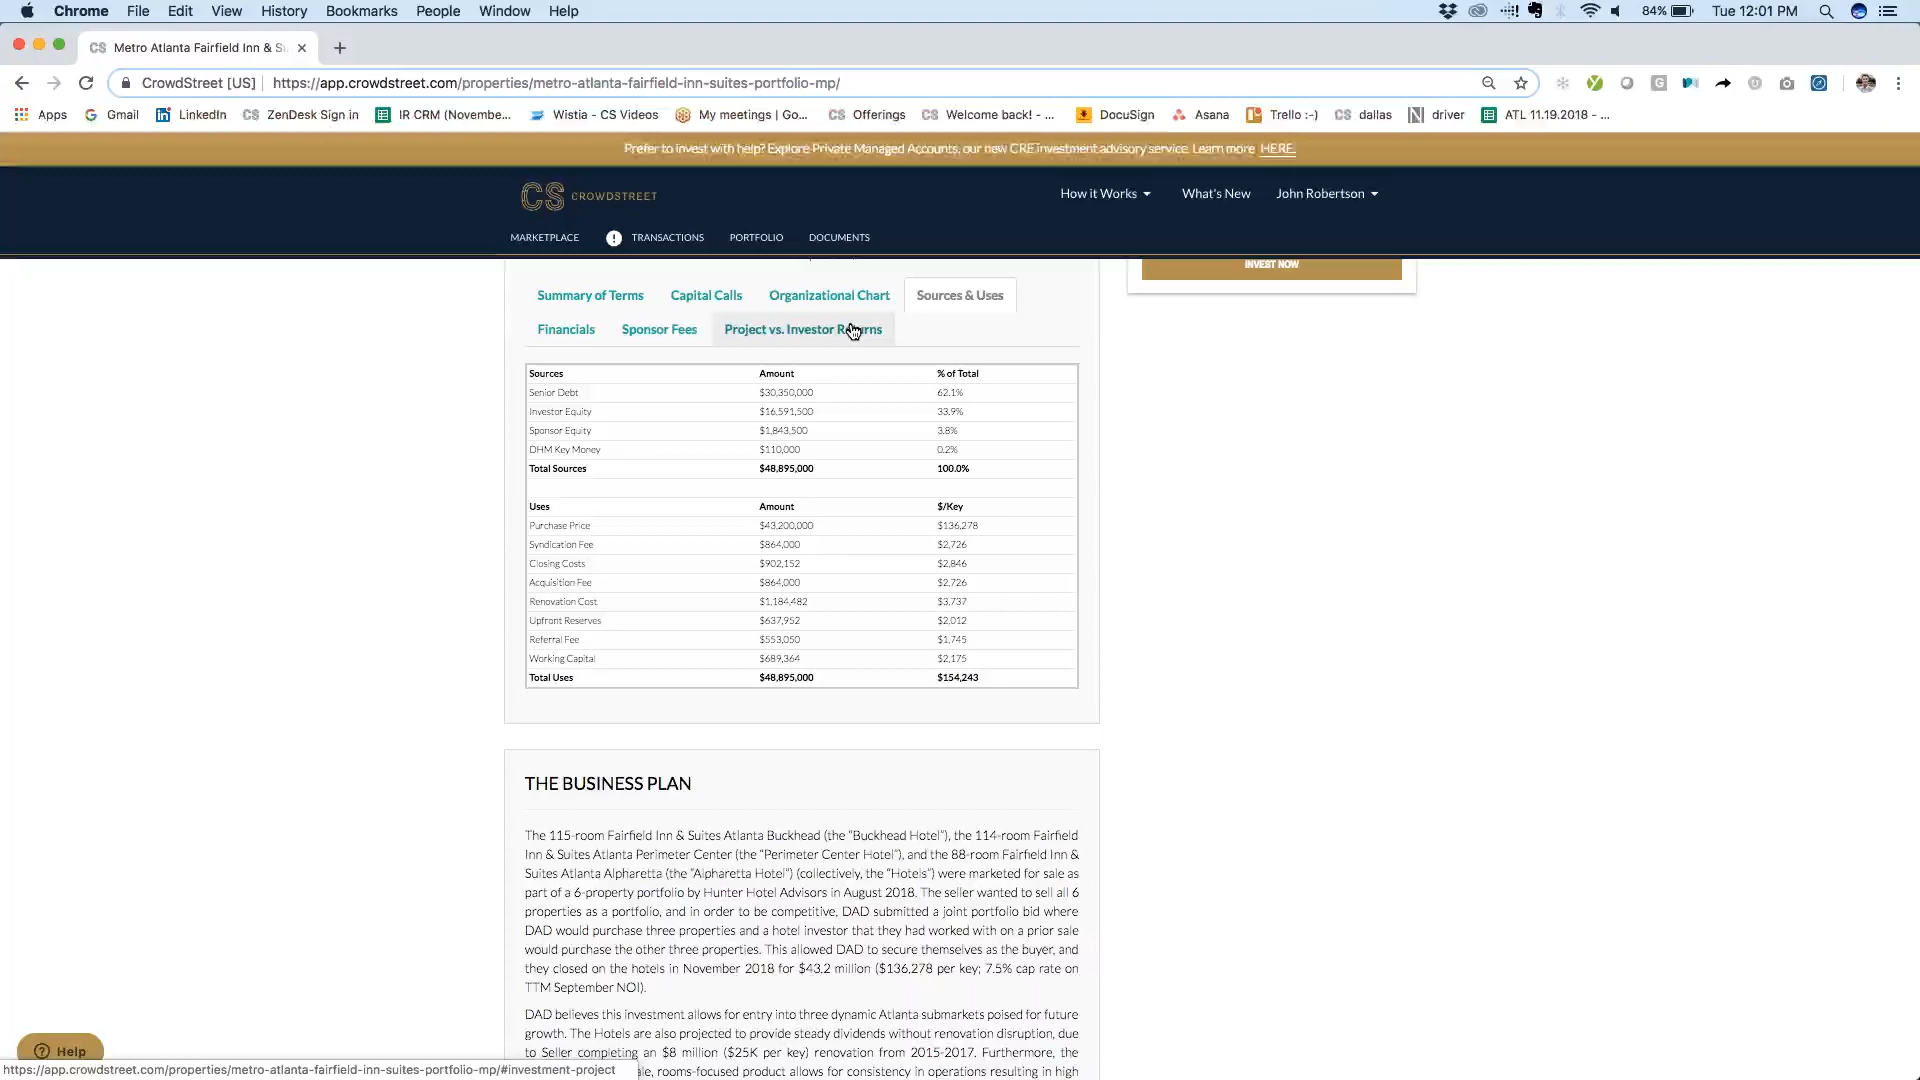 Chrome File Edit View History Bookmarks People Window Help 84% Tue 12:01 PM
CS Metro Atlanta Fairfield Inn & S
CrowdStreet [US] https://app.crowdstreet.com/properties/metro-atlanta-fairfield-inn-suites-portfolio-mp/
Apps Gmail LinkedIn CS ZenDesk Sign in IR CRM (Novembe... Wistia - CS Videos My meetings | Go... CS Offerings CS Welcome back! - ... DocuSign Asana Trello :-) CS dallas driver ATL 11.19.2018 - ...
Prefer to invest with help? Explore Private Managed Accounts, our new CRE investment advisory service. Learn more HERE.
CS CROWDSTREET How it Works What's New John Robertson
MARKETPLACE ! TRANSACTIONS PORTFOLIO DOCUMENTS
INVEST NOW
Summary of Terms Capital Calls Organizational Chart Sources & Uses
Financials Sponsor Fees Project vs. Investor Returns
Sources Amount % of Total
Senior Debt $30,350,000 62.1%
Investor Equity $16,591,500 33.9%
Sponsor Equity $1,843,500 3.8%
DHM Key Money $110,000 0.2%
Total Sources $48,895,000 100.0%
Uses Amount $/Key
Purchase Price $43,200,000 $136,278
Syndication Fee $864,000 $2,726
Closing Costs $902,152 $2,846
Acquisition Fee $864,000 $2,726
Renovation Cost $1,184,482 $3,737
Upfront Reserves $637,952 $2,012
Referral Fee $553,050 $1,745
Working Capital $689,364 $2,175
Total Uses $48,895,000 $154,243
THE BUSINESS PLAN
The 115-room Fairfield Inn & Suites Atlanta Buckhead (the “Buckhead Hotel”), the 114-room Fairfield
Inn & Suites Atlanta Perimeter Center (the “Perimeter Center Hotel”), and the 88-room Fairfield Inn &
Suites Atlanta Alpharetta (the “Alpharetta Hotel”) (collectively, the “Hotels”) were marketed for sale as
part of a 6-property portfolio by Hunter Hotel Advisors in August 2018. The seller wanted to sell all 6
properties as a portfolio, and in order to be competitive, DAD submitted a joint portfolio bid where
DAD would purchase three properties and a hotel investor that they had worked with on a prior sale
would purchase the other three properties. This allowed DAD to secure themselves as the buyer, and
they closed on the hotels in November 2018 for $43.2 million ($136,278 per key; 7.5% cap rate on
TTM September NOI).
DAD believes this investment allows for entry into three dynamic Atlanta submarkets poised for future
growth. The Hotels are also projected to provide steady dividends without renovation disruption, due
to Seller completing an $8 million ($25K per key) renovation from 2015-2017. Furthermore, the
rooms-focused product allows for consistency in operations resulting in high
Help
https://app.crowdstreet.com/properties/metro-atlanta-fairfield-inn-suites-portfolio-mp/#investment-project